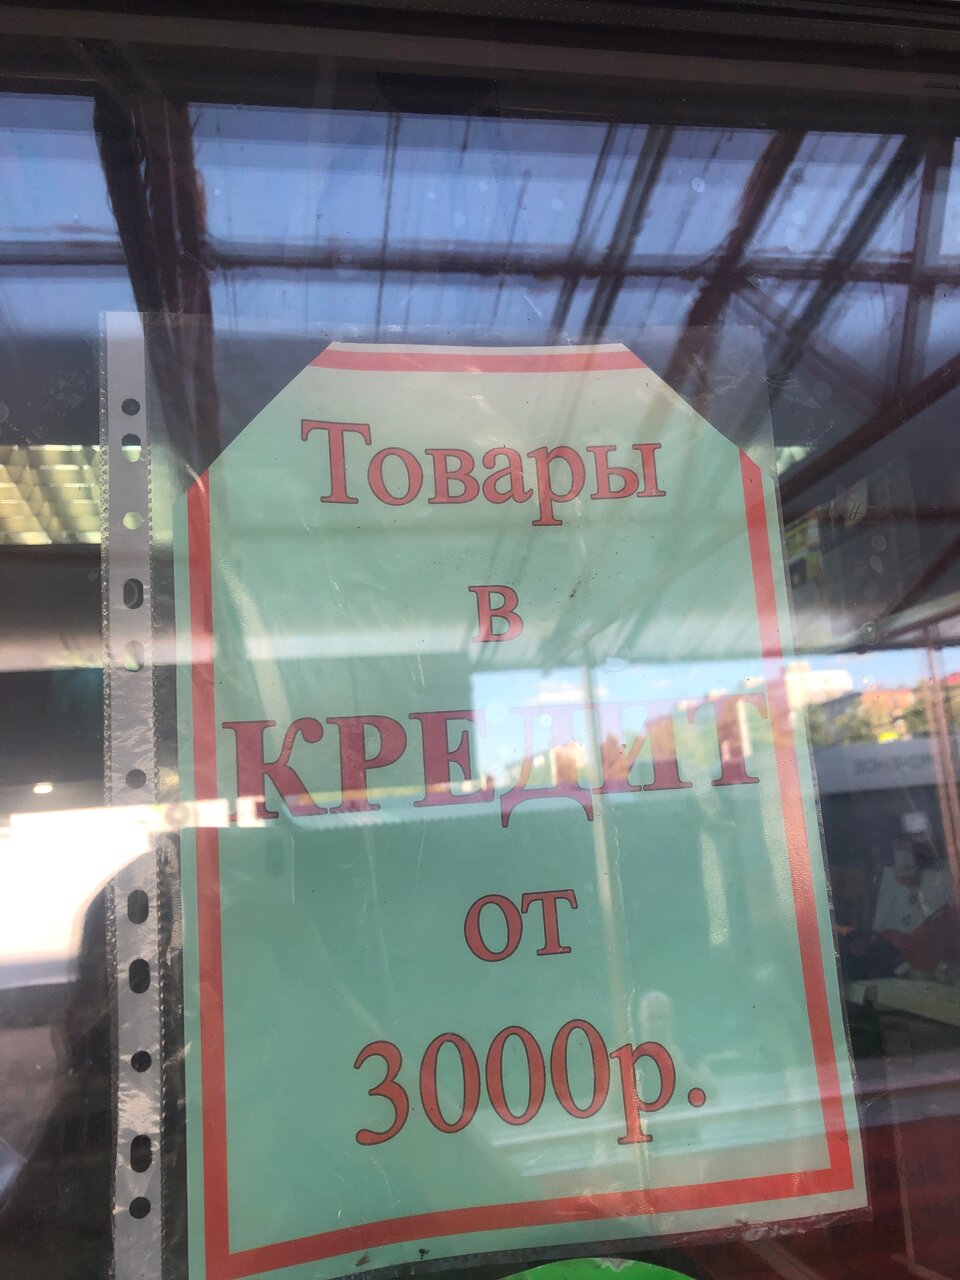 Товары
в
КРЕДИТ
от
3000р.